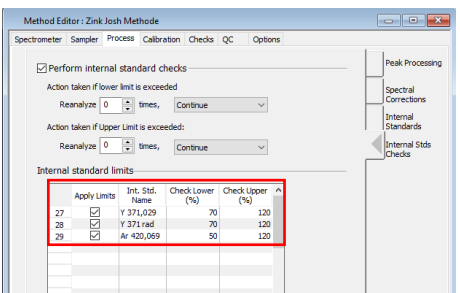 Method Editor : Zink Josh Methode
Spectrometer Sampler Process Calibration Checks QC Options
Perform internal standard checks
Action taken if lower limit is exceeded
Reanalyze 0 times, Continue
Action taken if Upper Limit is exceeded:
Reanalyze 0 times, Continue
Internal standard limits
Apply Limits Int. Std. Name Check Lower (%) Check Upper (%)
27 Y 371,029 70 120
28 Y 371 rad 70 120
29 Ar 420,069 50 120
Peak Processing
Spectral
Corrections
Internal
Standards
Internal Stds
Checks